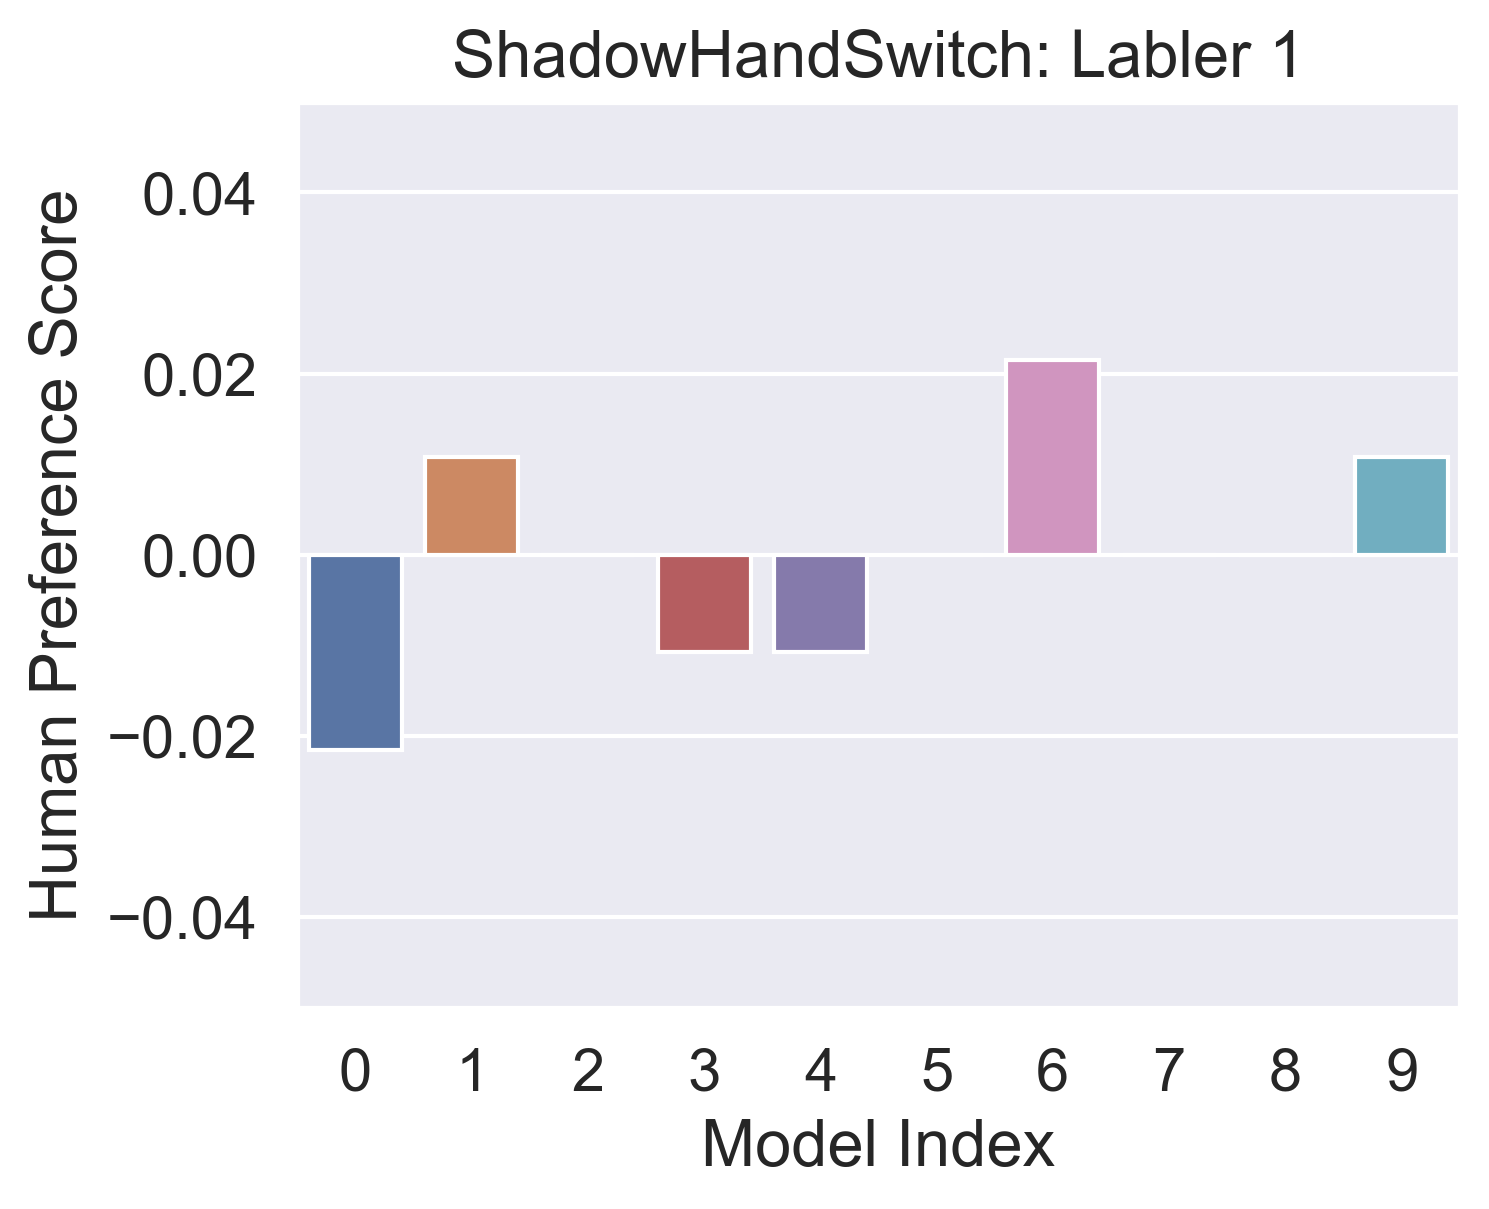 ShadowHandSwitch: Labler 1
Human Preference Score
0.04
0.02
0.00
−0.02
−0.04
0 1 2 3 4 5 6 7 8 9
Model Index